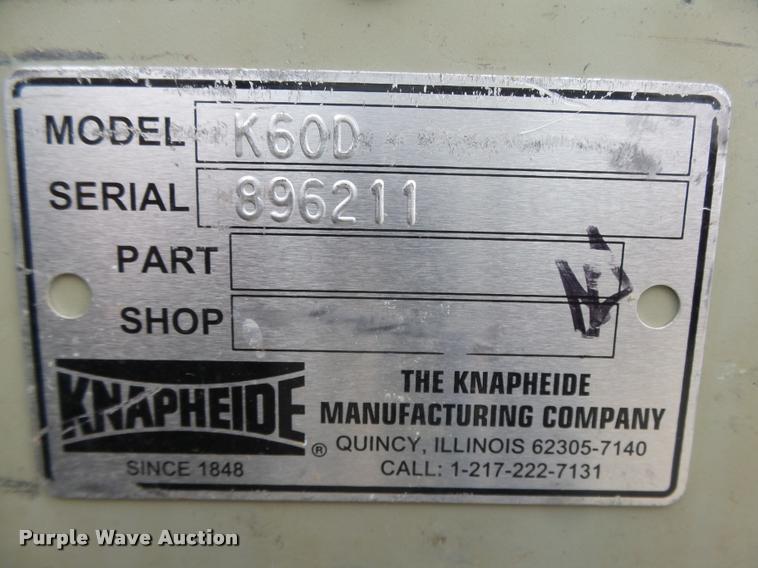 MODEL K60D
SERIAL 896211
PART
SHOP
KNAPHEIDE ®
SINCE 1848
THE KNAPHEIDE
MANUFACTURING COMPANY
QUINCY, ILLINOIS 62305-7140
CALL: 1-217-222-7131
Purple Wave Auction